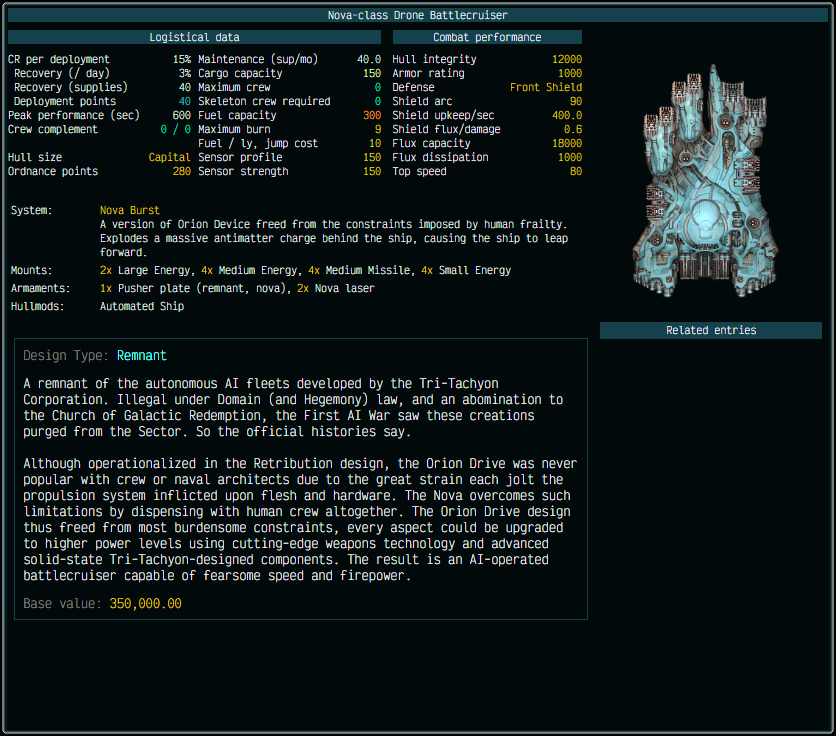 Nova-class Drone Battlecruiser
Logistical data
Combat performance
CR per deployment 15% Maintenance (sup/mo) 40.0 Hull integrity 12000
Recovery (/ day) 3% Cargo capacity 150 Armor rating 1000
Recovery (supplies) 40 Maximum crew 0 Defense Front Shield
Deployment points 40 Skeleton crew required 0 Shield arc 90
Peak performance (sec) 600 Fuel capacity 300 Shield upkeep/sec 400.0
Crew complement 0 / 0 Maximum burn 9 Shield flux/damage 0.6
Fuel / ly, jump cost 10 Flux capacity 18000
Hull size Capital Sensor profile 150 Flux dissipation 1000
Ordnance points 280 Sensor strength 150 Top speed 80
System: Nova Burst
A version of Orion Device freed from the constraints imposed by human frailty.
Explodes a massive antimatter charge behind the ship, causing the ship to leap
forward.
Mounts: 2x Large Energy, 4x Medium Energy, 4x Medium Missile, 4x Small Energy
Armaments: 1x Pusher plate (remnant, nova), 2x Nova laser
Hullmods: Automated Ship
Related entries
Design Type: Remnant
A remnant of the autonomous AI fleets developed by the Tri-Tachyon
Corporation. Illegal under Domain (and Hegemony) law, and an abomination to
the Church of Galactic Redemption, the First AI War saw these creations
purged from the Sector. So the official histories say.
Although operationalized in the Retribution design, the Orion Drive was never
popular with crew or naval architects due to the great strain each jolt the
propulsion system inflicted upon flesh and hardware. The Nova overcomes such
limitations by dispensing with human crew altogether. The Orion Drive design
thus freed from most burdensome constraints, every aspect could be upgraded
to higher power levels using cutting-edge weapons technology and advanced
solid-state Tri-Tachyon-designed components. The result is an AI-operated
battlecruiser capable of fearsome speed and firepower.
Base value: 350,000.00